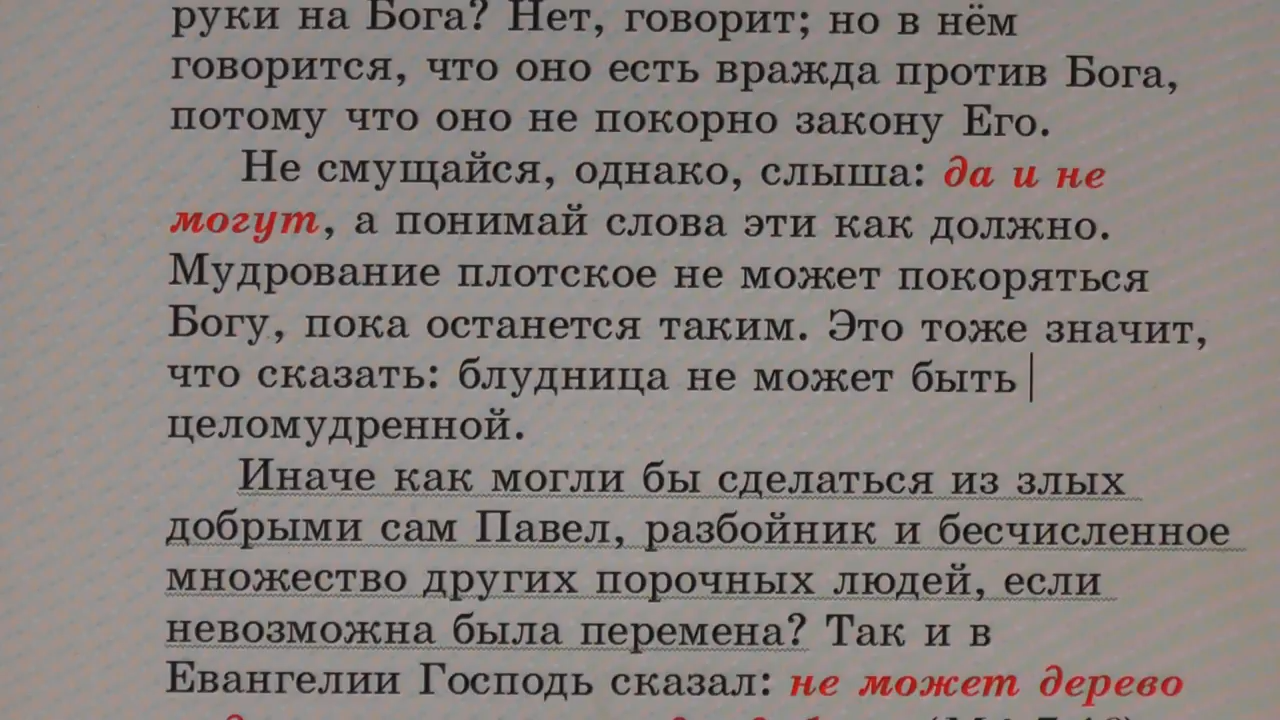 руки на Бога? Нет, говорит; но в нём
говорится, что оно есть вражда против Бога,
потому что оно не покорно закону Его.
Не смущайся, однако, слыша: да и не
могут, а понимай слова эти как должно.
Мудрование плотское не может покоряться
Богу, пока останется таким. Это тоже значит,
что сказать: блудница не может быть
целомудренной.
Иначе как могли бы сделаться из злых
добрыми сам Павел, разбойник и бесчисленное
множество других порочных людей, если
невозможна была перемена? Так и в
Евангелии Господь сказал: не может дерево